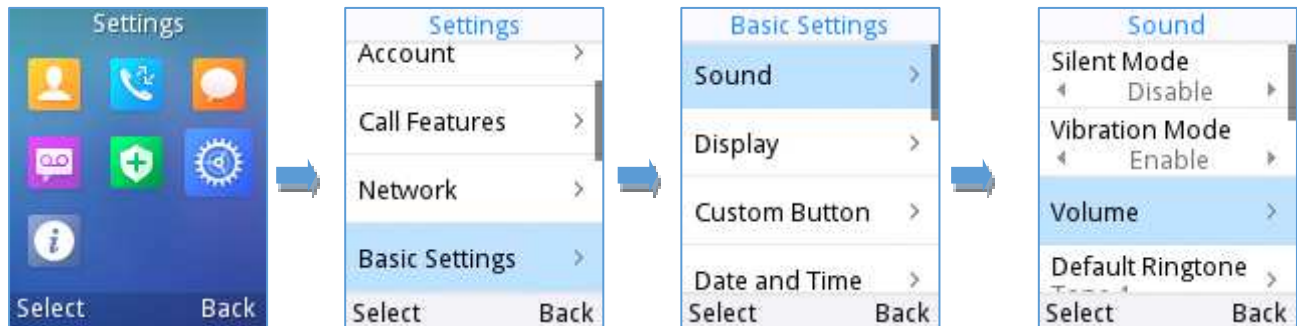 Settings
Select Back
Settings
Account
Call Features
Network
Basic Settings
Select Back
Basic Settings
Sound
Display
Custom Button
Date and Time
Select Back
Sound
Silent Mode
Disable
Vibration Mode
Enable
Volume
Default Ringtone
Select Back